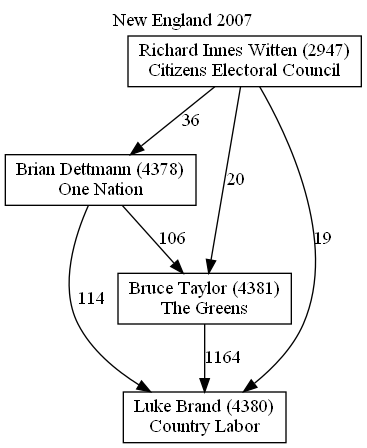 New England 2007
Richard Innes Witten (2947)
Citizens Electoral Council
36
20
19
Brian Dettmann (4378)
One Nation
106
114
Bruce Taylor (4381)
The Greens
1164
Luke Brand (4380)
Country Labor